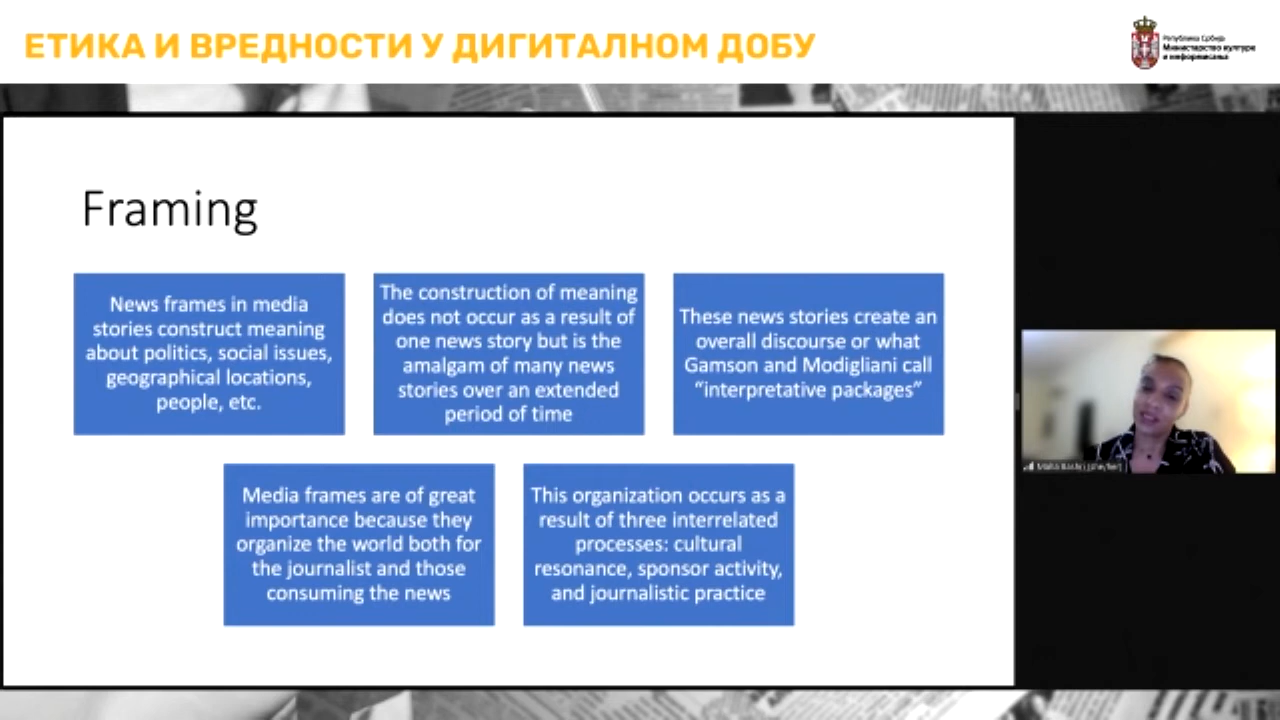 ЕТИКА И ВРЕДНОСТИ У ДИГИТАЛНОМ ДОБУ
Република Србија
Министарство културе
и информисања
Framing
News frames in media
stories construct meaning
about politics, social issues,
geographical locations,
people, etc.
The construction of meaning
does not occur as a result of
one news story but is the
amalgam of many news
stories over an extended
period of time
These news stories create an
overall discourse or what
Gamson and Modigliani call
“interpretative packages”
Media frames are of great
importance because they
organize the world both for
the journalist and those
consuming the news
This organization occurs as a
result of three interrelated
processes: cultural
resonance, sponsor activity,
and journalistic practice